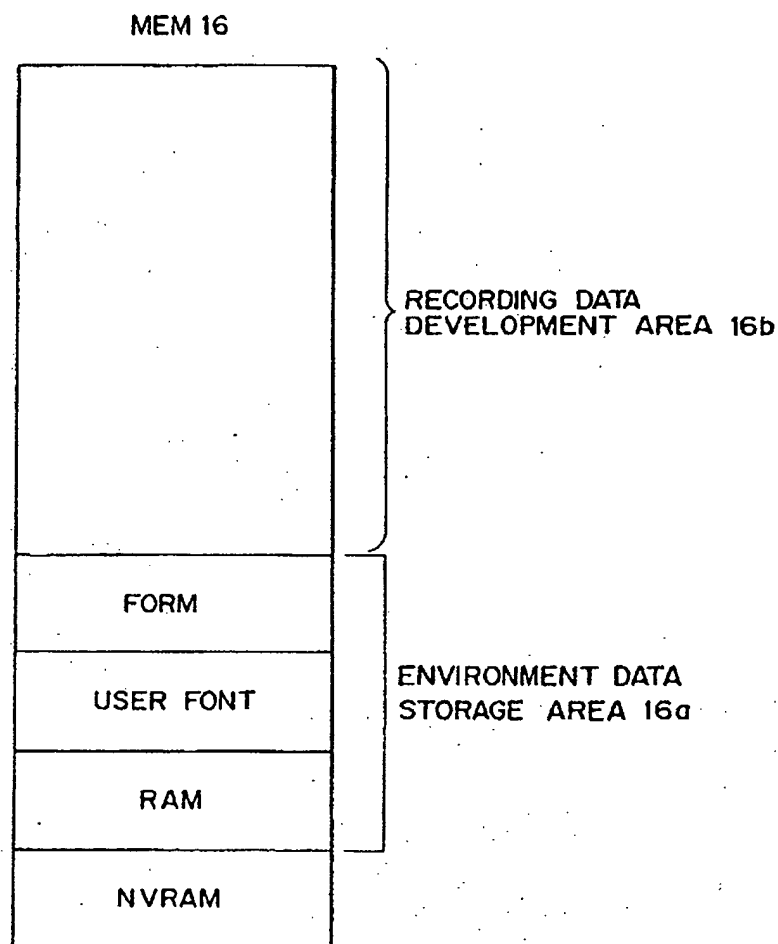 MEM 16
RECORDING DATA
DEVELOPMENT AREA 16b
FORM
USER FONT
RAM
ENVIRONMENT DATA
STORAGE AREA 16a
NVRAM